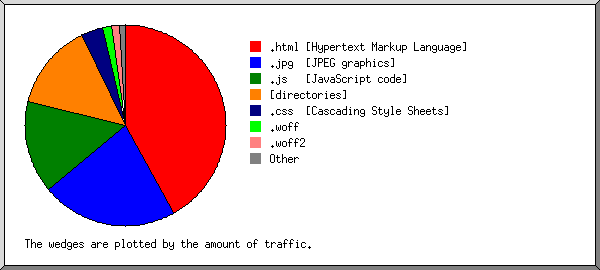 .html [Hypertext Markup Language]
.jpg [JPEG graphics]
.js [JavaScript code]
[directories]
.css [Cascading Style Sheets]
.woff
.woff2
Other
The wedges are plotted by the amount of traffic.